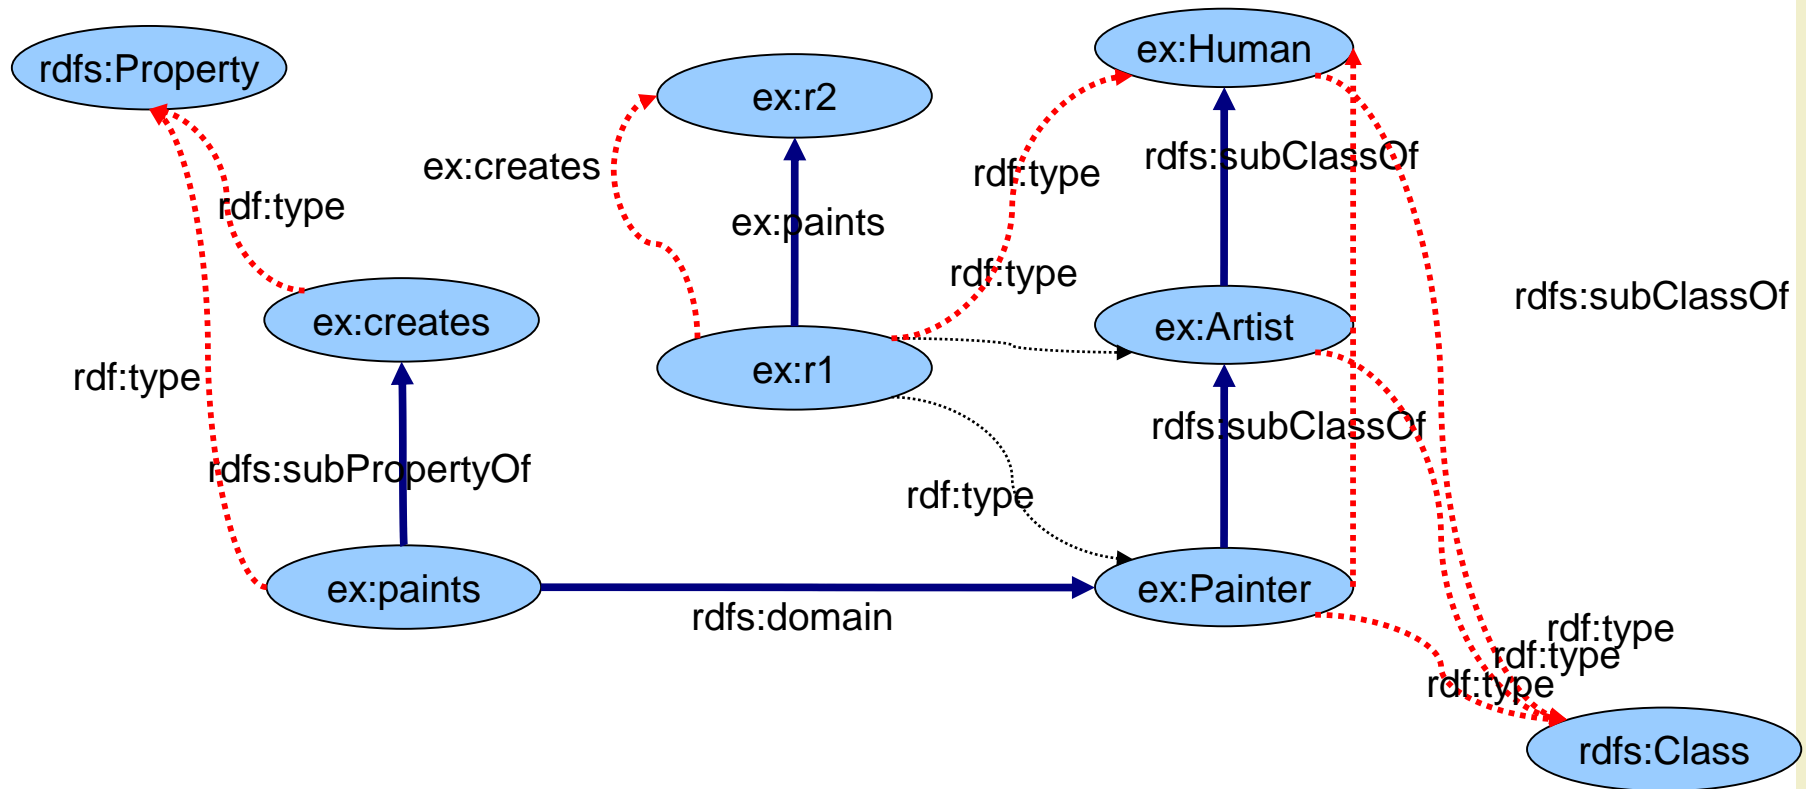 ex:Human
rdfs:Property
ex:r2
rdfs:subClassOf
ex:creates
rdf:type
rdf:type
ex:paints
rdf:type
rdfs:subClassOf
ex:creates
ex:Artist
ex:r1
rdf:type
rdfs:subClassOf
rdfs:subPropertyOf
rdf:type
ex:paints
ex:Painter
rdfs:domain
rdf:type
rdf:type
rdf:type
rdfs:Class